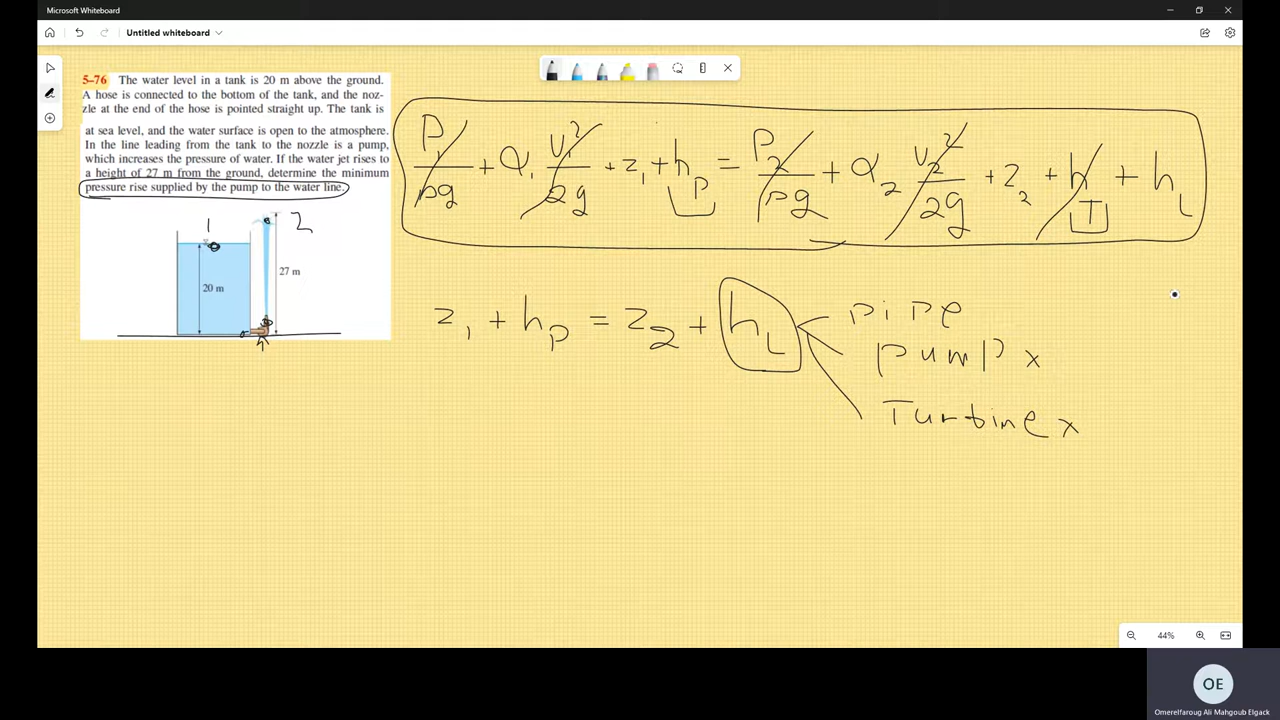 Microsoft Whiteboard
Untitled whiteboard
5–76 The water level in a tank is 20 m above the ground.
A hose is connected to the bottom of the tank, and the noz-
zle at the end of the hose is pointed straight up. The tank is
at sea level, and the water surface is open to the atmosphere.
In the line leading from the tank to the nozzle is a pump,
which increases the pressure of water. If the water jet rises to
a height of 27 m from the ground, determine the minimum
pressure rise supplied by the pump to the water line.
1
2
27 m
20 m
P₁/ρg + α₁ V₁²/2g + z₁ + hp = P₂/ρg + α₂ V₂²/2g + z₂ + hT + hL
z₁ + hp = z₂ + hL
pipe
pump x
Turbine x
44%
OE
Omerelfaroug Ali Mahgoub Elgack